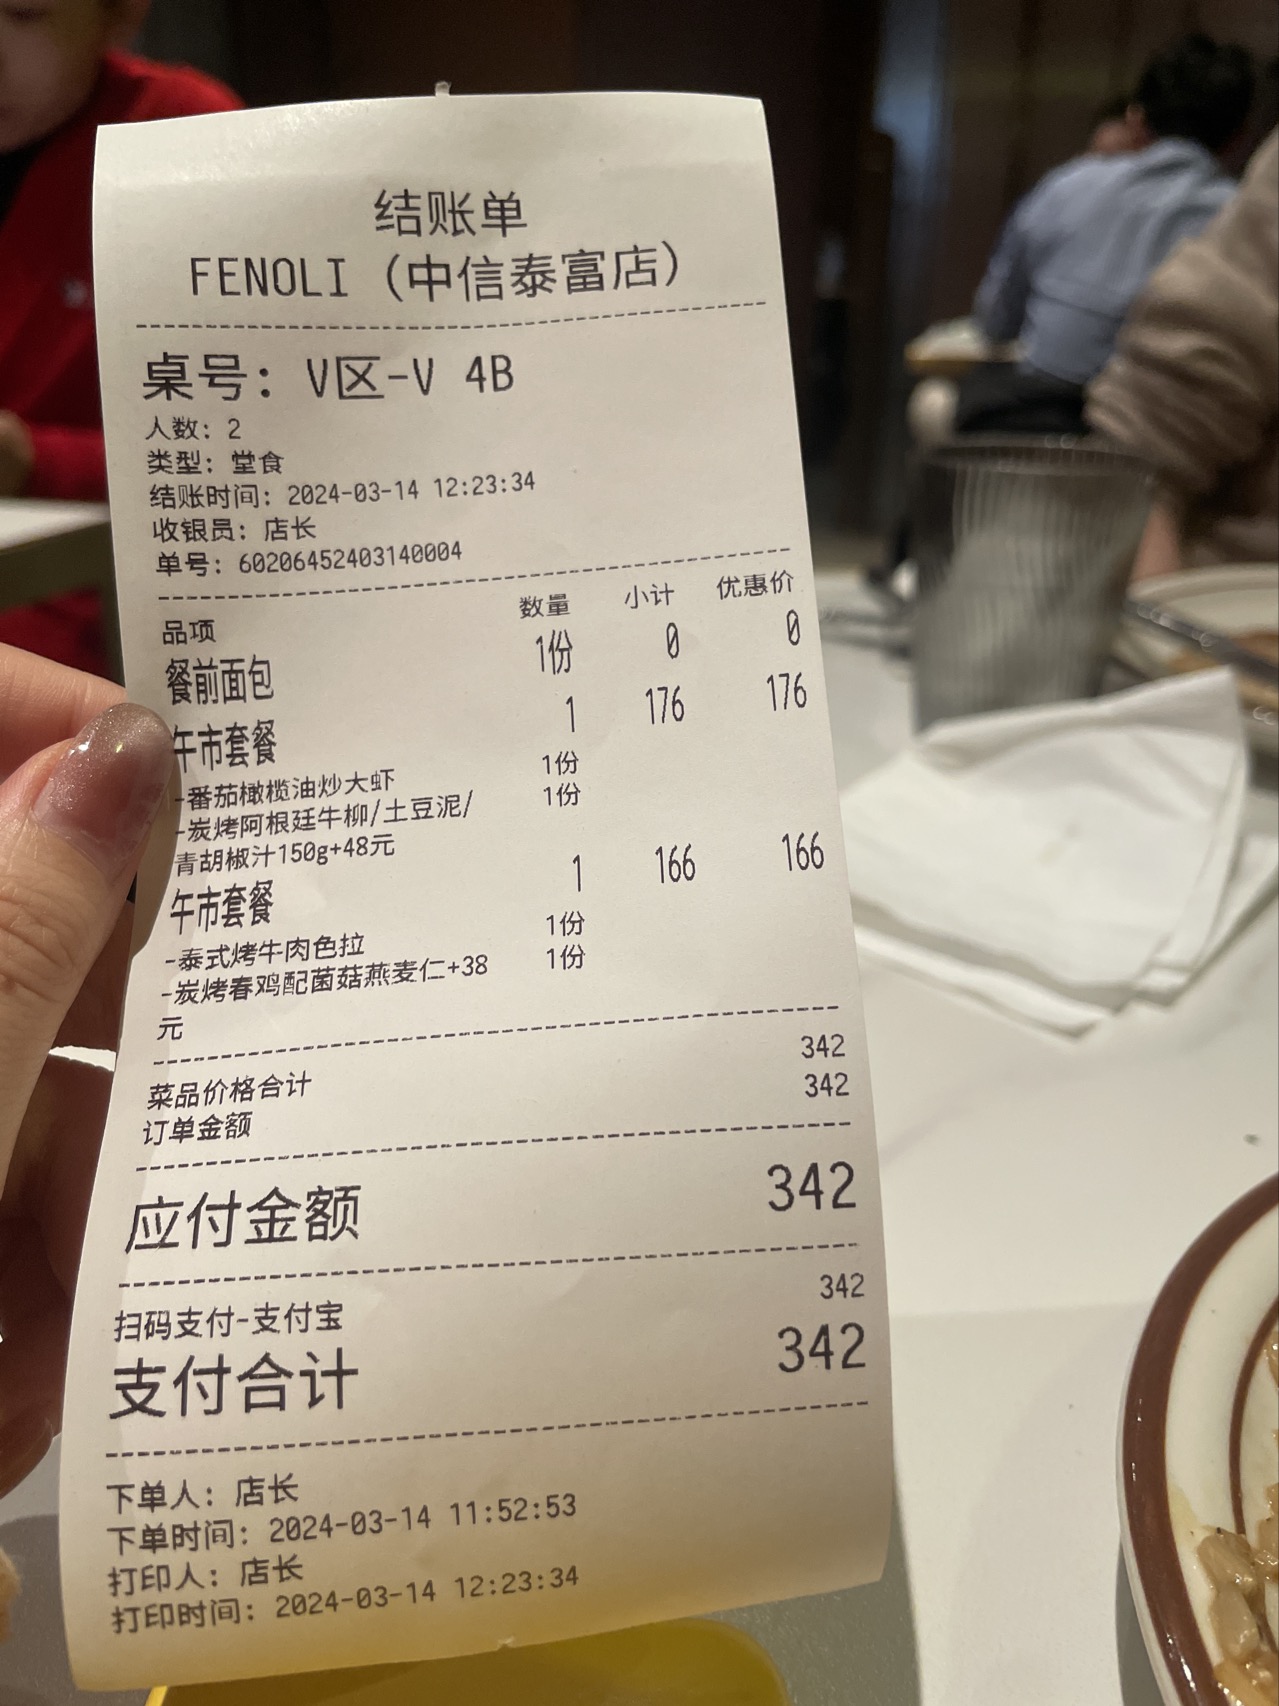 结账单
FENOLI（中信泰富店）
桌号：V区-V 4B
人数：2
类型：堂食
结账时间：2024-03-14 12:23:34
收银员：店长
单号：60206452403140004
品项 数量 小计 优惠价
餐前面包 1份 0 0
午市套餐 1 176 176
-番茄橄榄油炒大虾 1份
-炭烤阿根廷牛柳/土豆泥/ 1份
青胡椒汁150g+48元
午市套餐 1 166 166
-泰式烤牛肉色拉 1份
-炭烤春鸡配菌菇燕麦仁+38 1份
元
菜品价格合计 342
订单金额 342
应付金额 342
扫码支付-支付宝 342
支付合计 342
下单人：店长
下单时间：2024-03-14 11:52:53
打印人：店长
打印时间：2024-03-14 12:23:34